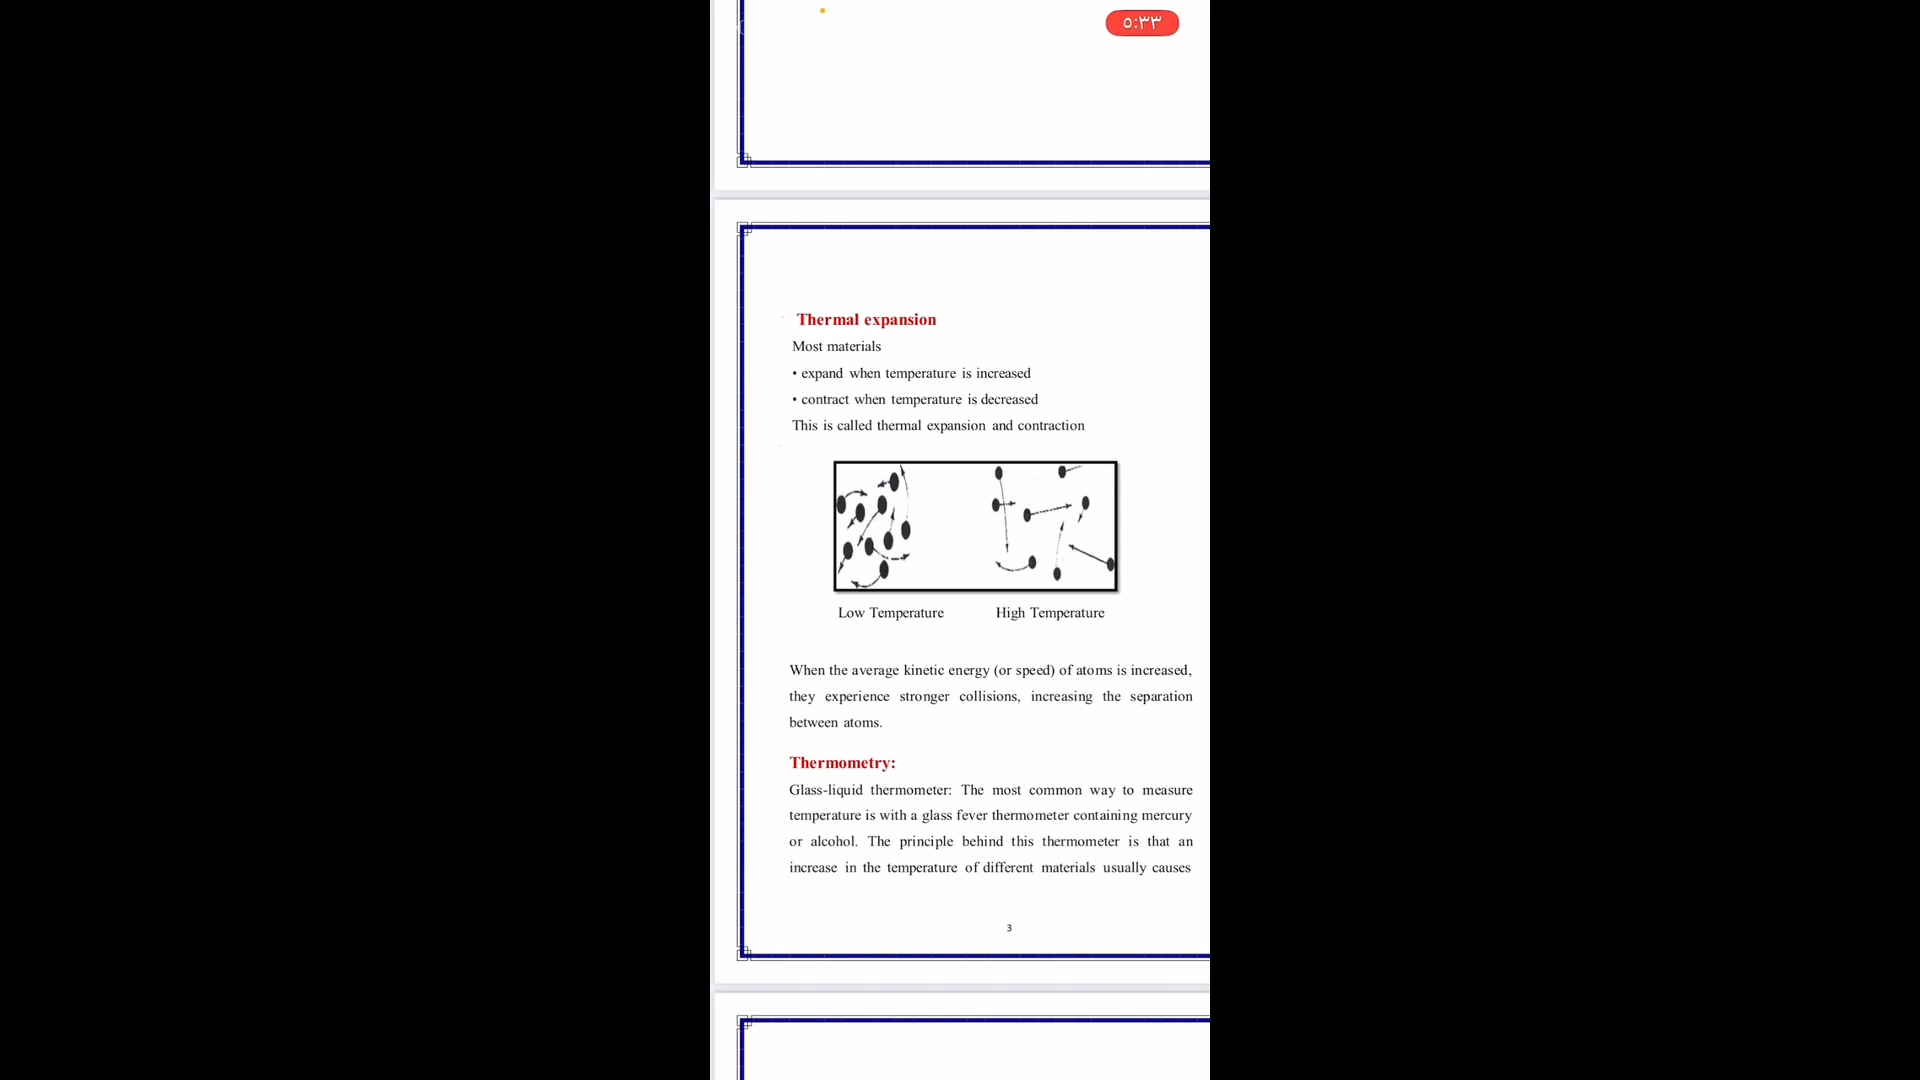 ٥:٣٣
Thermal expansion
Most materials
• expand when temperature is increased
• contract when temperature is decreased
This is called thermal expansion and contraction
Low Temperature High Temperature
When the average kinetic energy (or speed) of atoms is increased,
they experience stronger collisions, increasing the separation
between atoms.
Thermometry:
Glass-liquid thermometer: The most common way to measure
temperature is with a glass fever thermometer containing mercury
or alcohol. The principle behind this thermometer is that an
increase in the temperature of different materials usually causes
3